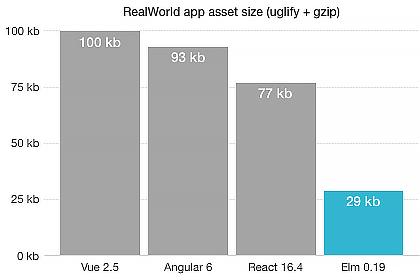 RealWorld app asset size (uglify + gzip)
100 kb
75 kb
50 kb
25 kb
0 kb
100 kb
93 kb
77 kb
29 kb
Vue 2.5
Angular 6
React 16.4
Elm 0.19